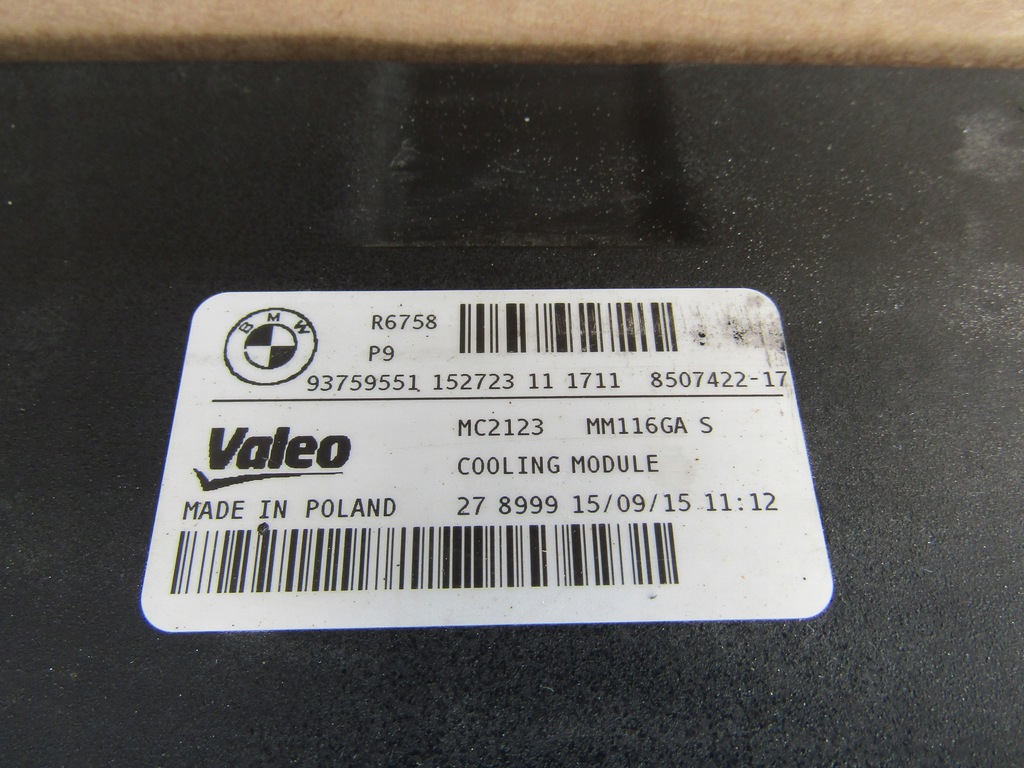 BMW R6758
P9
93759551 152723 11 1711 8507422-17
Valeo MC2123 MM116GA S
COOLING MODULE
MADE IN POLAND 27 8999 15/09/15 11:12